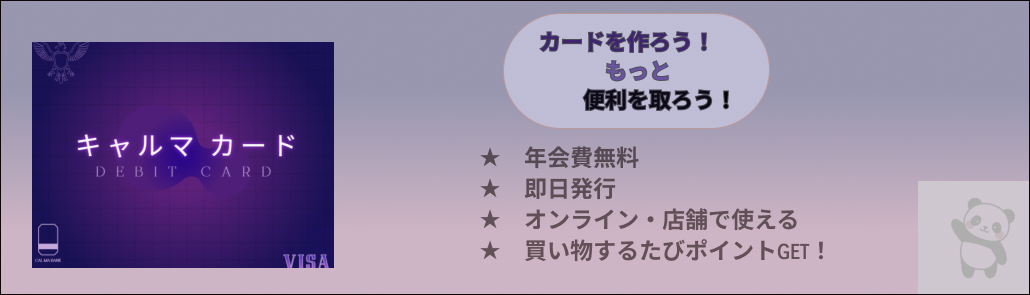 カードを作ろう！
もっと
便利を取ろう！
キャルマ カード
DEBIT CARD
VISA
★ 年会費無料
★ 即日発行
★ オンライン・店舗で使える
★ 買い物するたびポイントGET！